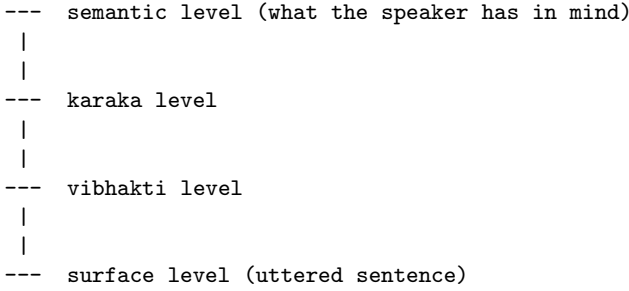 --- semantic level (what the speaker has in mind)
|
|
--- karaka level
|
|
--- vibhakti level
|
|
--- surface level (uttered sentence)